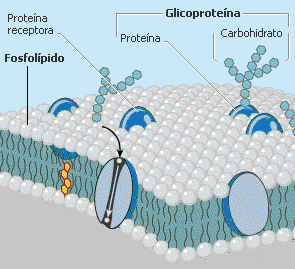 Glicoproteína
Proteína
receptora
Proteína
Carbohidrato
Fosfolípido